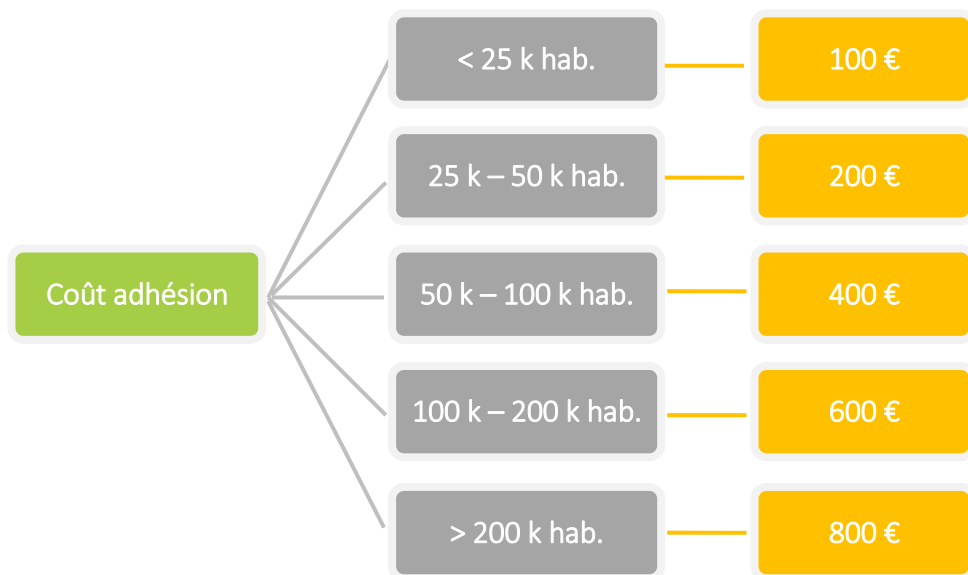 Coût adhésion
< 25 k hab.
100 €
25 k – 50 k hab.
200 €
50 k – 100 k hab.
400 €
100 k – 200 k hab.
600 €
> 200 k hab.
800 €